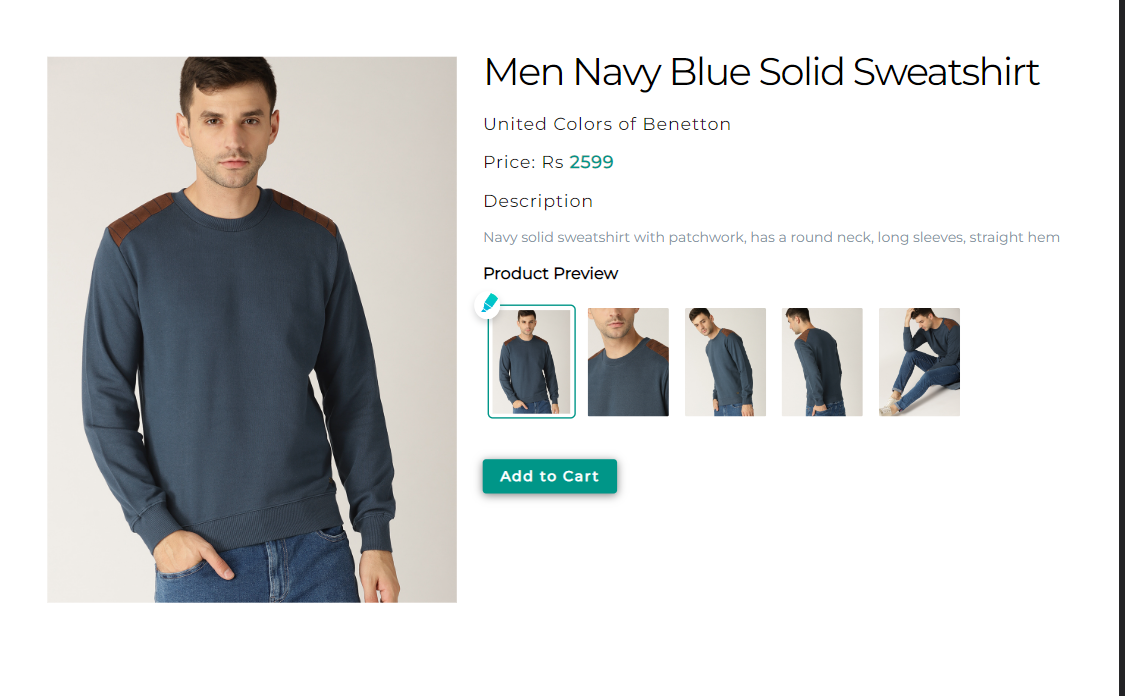 Men Navy Blue Solid Sweatshirt
United Colors of Benetton
Price: Rs 2599
Description
Navy solid sweatshirt with patchwork, has a round neck, long sleeves, straight hem
Product Preview
Add to Cart